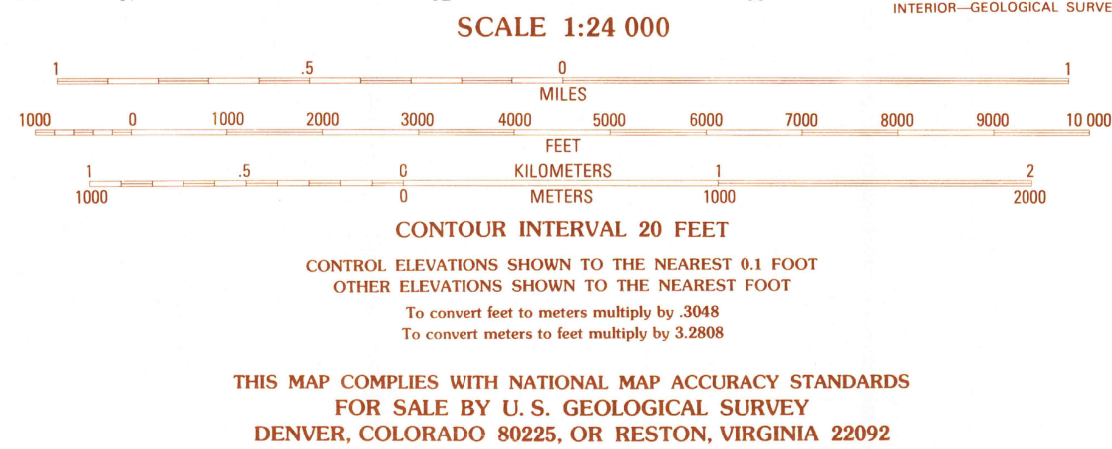 INTERIOR—GEOLOGICAL SURVE
SCALE 1:24 000
1 .5 0 1
MILES
1000 0 1000 2000 3000 4000 5000 6000 7000 8000 9000 10 000
FEET
1 .5 0 KILOMETERS 1 2
1000 0 METERS 1000 2000
CONTOUR INTERVAL 20 FEET
CONTROL ELEVATIONS SHOWN TO THE NEAREST 0.1 FOOT
OTHER ELEVATIONS SHOWN TO THE NEAREST FOOT
To convert feet to meters multiply by .3048
To convert meters to feet multiply by 3.2808
THIS MAP COMPLIES WITH NATIONAL MAP ACCURACY STANDARDS
FOR SALE BY U. S. GEOLOGICAL SURVEY
DENVER, COLORADO 80225, OR RESTON, VIRGINIA 22092